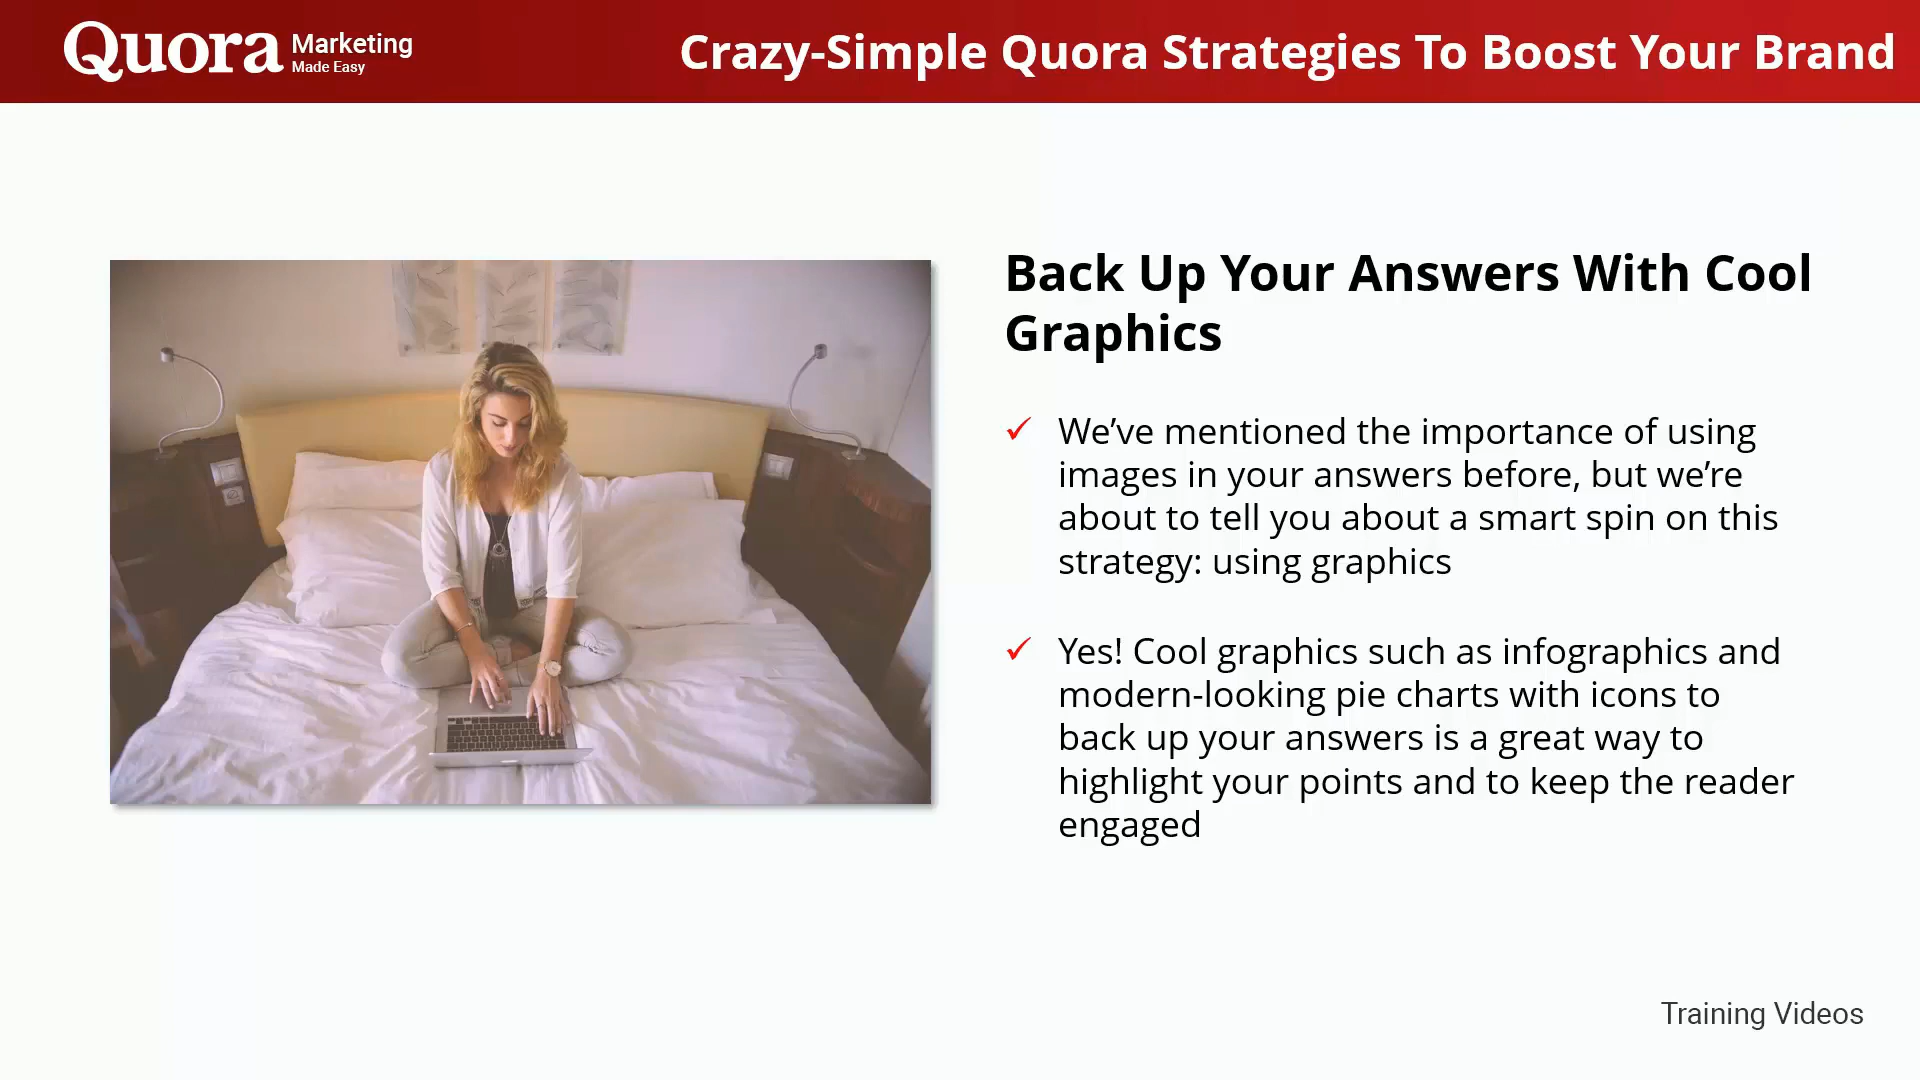 Quora Marketing
Made Easy
Crazy-Simple Quora Strategies To Boost Your Brand
Back Up Your Answers With Cool
Graphics
✓ We’ve mentioned the importance of using
images in your answers before, but we’re
about to tell you about a smart spin on this
strategy: using graphics
✓ Yes! Cool graphics such as infographics and
modern-looking pie charts with icons to
back up your answers is a great way to
highlight your points and to keep the reader
engaged
Training Videos